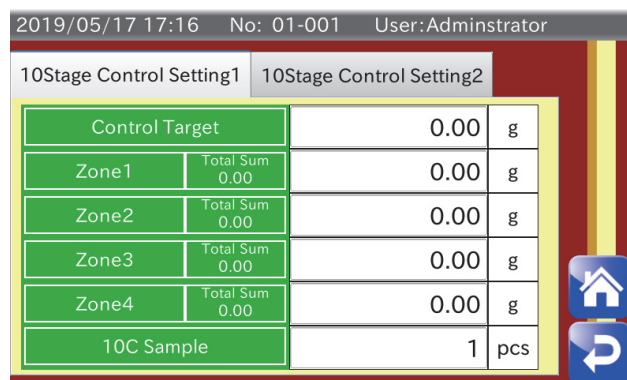 2019/05/17 17:16 No: 01-001 User:Adminstrator
10Stage Control Setting1 10Stage Control Setting2
Control Target 0.00 g
Zone1 Total Sum 0.00 0.00 g
Zone2 Total Sum 0.00 0.00 g
Zone3 Total Sum 0.00 0.00 g
Zone4 Total Sum 0.00 0.00 g
10C Sample 1 pcs